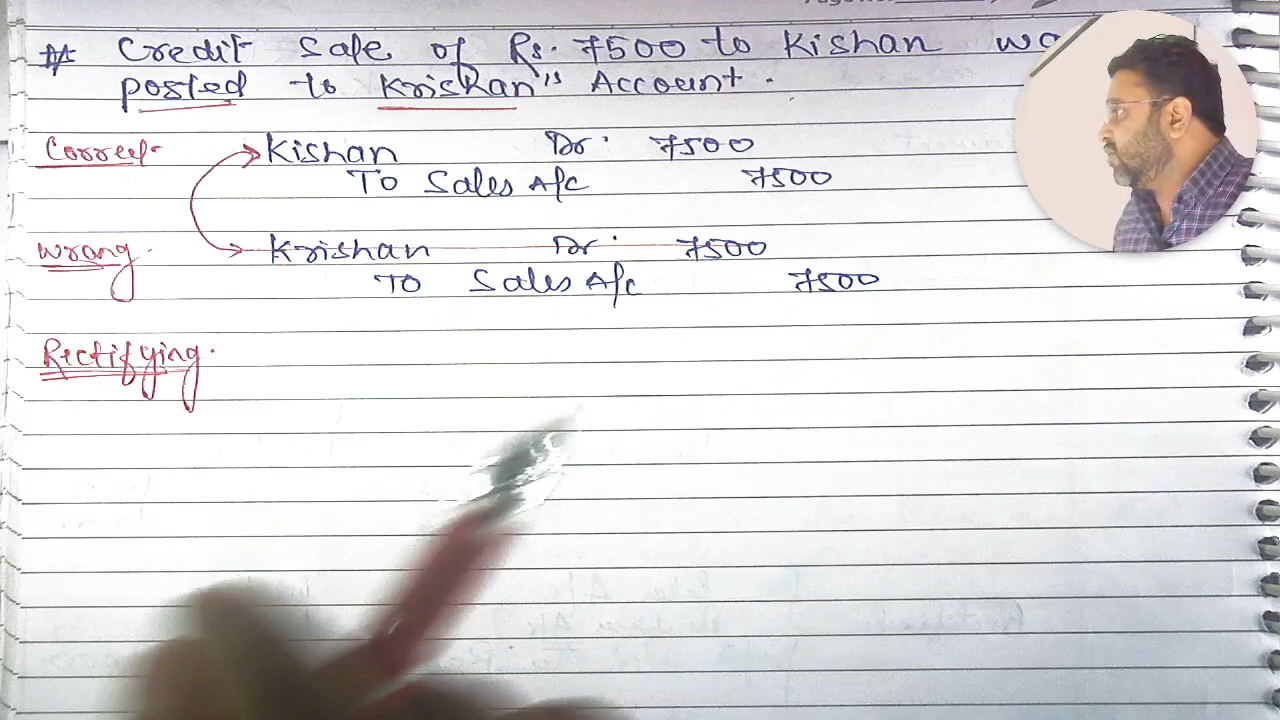 Credit Sale of Rs. 7500 to Kishan wa
posted to Krishan's Account.
Correct Kishan Dr. 7500
To Sales A/c 7500
Wrong. Krishan Dr. 7500
To Sales A/c 7500
Rectifying.